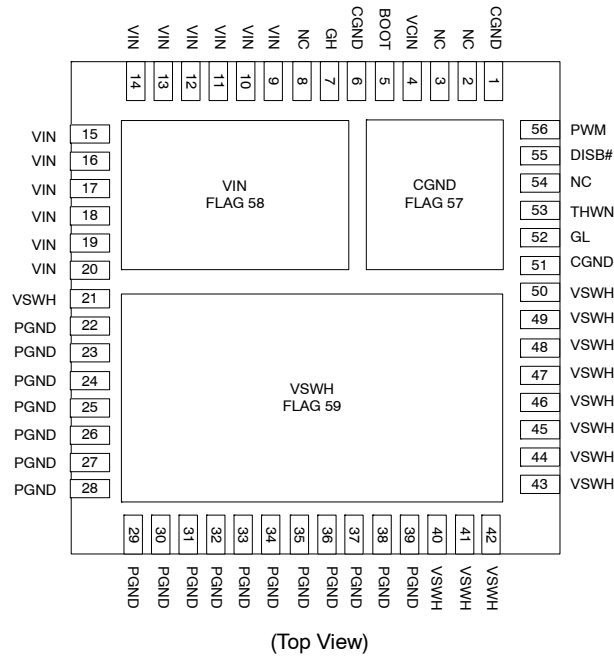 VIN VIN VIN VIN VIN VIN NC GH CGND BOOT VCIN NC NC CGND
14 13 12 11 10 9 8 7 6 5 4 3 2 1
VIN 15
VIN 16
VIN 17
VIN 18
VIN 19
VIN 20
VSWH 21
PGND 22
PGND 23
PGND 24
PGND 25
PGND 26
PGND 27
PGND 28
VIN
FLAG 58
CGND
FLAG 57
VSWH
FLAG 59
56 PWM
55 DISB#
54 NC
53 THWN
52 GL
51 CGND
50 VSWH
49 VSWH
48 VSWH
47 VSWH
46 VSWH
45 VSWH
44 VSWH
43 VSWH
29 30 31 32 33 34 35 36 37 38 39 40 41 42
PGND PGND PGND PGND PGND PGND PGND PGND PGND PGND PGND VSWH VSWH VSWH
(Top View)